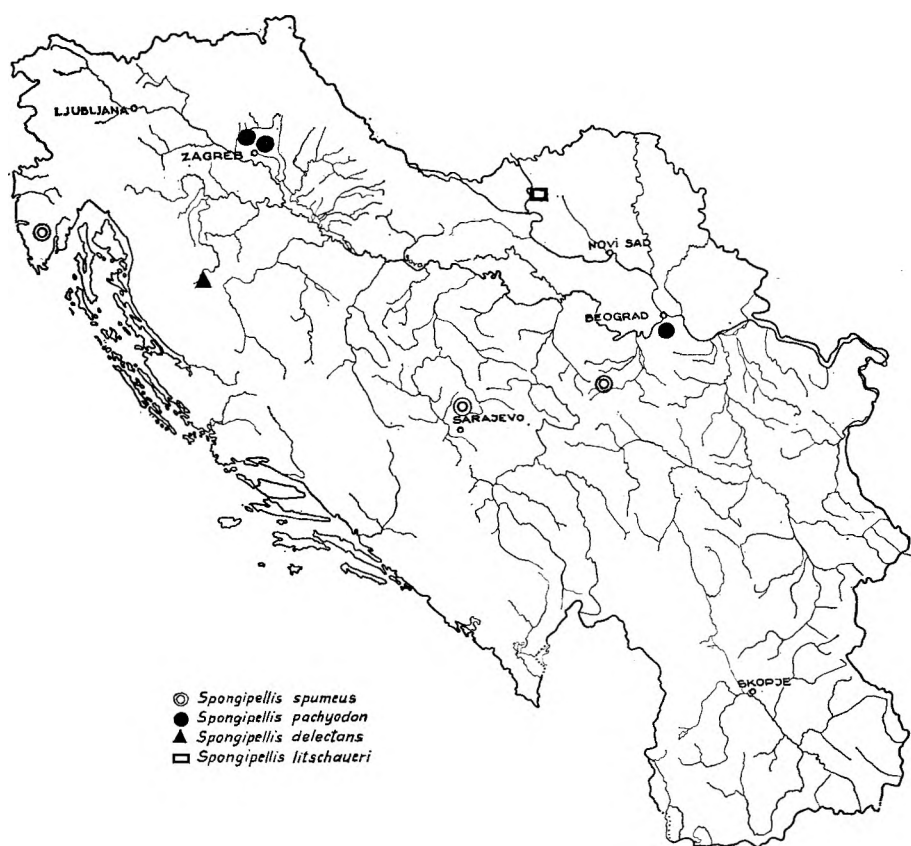 LJUBLJANA
ZAGREB
NOVI SAD
BEOGRAD
SARAJEVO
SKOPJE
Spongipellis spumeus
Spongipellis pachyodon
Spongipellis delectans
Spongipellis litschaueri